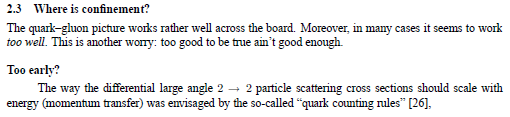 2.3 Where is confinement?
The quark–gluon picture works rather well across the board. Moreover, in many cases it seems to work
too well. This is another worry: too good to be true ain't good enough.
Too early?
The way the differential large angle 2 → 2 particle scattering cross sections should scale with
energy (momentum transfer) was envisaged by the so-called “quark counting rules” [26],